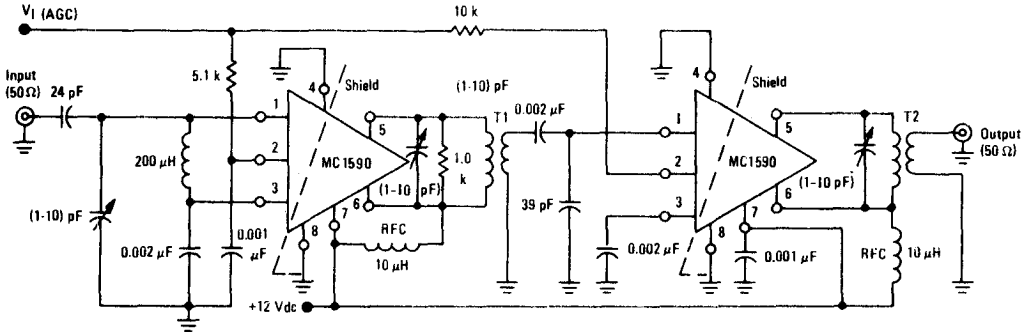 V_I (AGC)
10 k
Input
(50Ω)
24 pF
5.1 k
4
Shield
(1-10) pF
0.002 µF
4
Shield
1
5
T1
1
5
T2
Output
(50Ω)
200 µH
2
MC1590
1.0
k
2
MC1590
(1-10 pF)
(1-10 pF)
3
6
39 pF
3
6
(1-10) pF
7
8
RFC
7
8
0.002 µF
0.001
µF
10 µH
0.002 µF
0.001 µF
RFC
10 µH
+12 Vdc